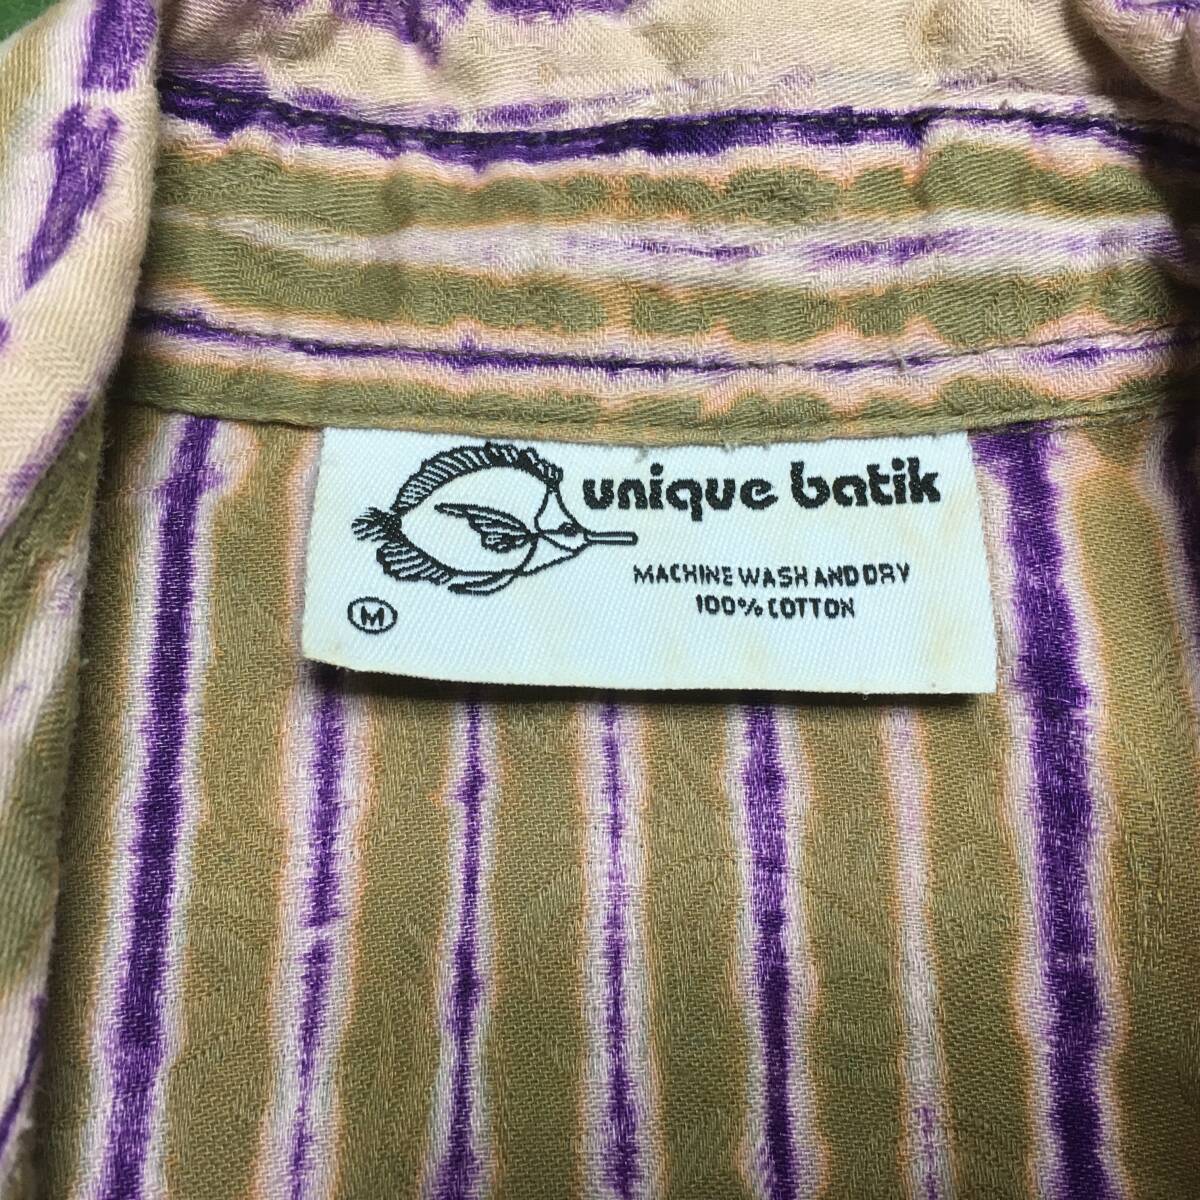 unique batik
MACHINE WASH AND DRY
100% COTTON
M